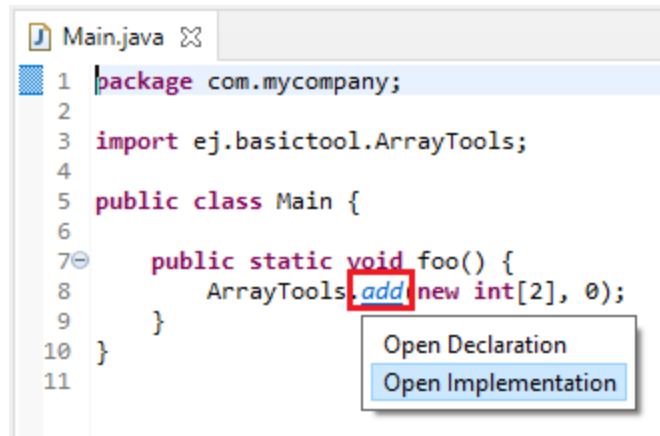 Main.java
1 package com.mycompany;
2
3 import ej.basictool.ArrayTools;
4
5 public class Main {
6
7 public static void foo() {
8 ArrayTools.add(new int[2], 0);
9 }
10 }
11
Open Declaration
Open Implementation